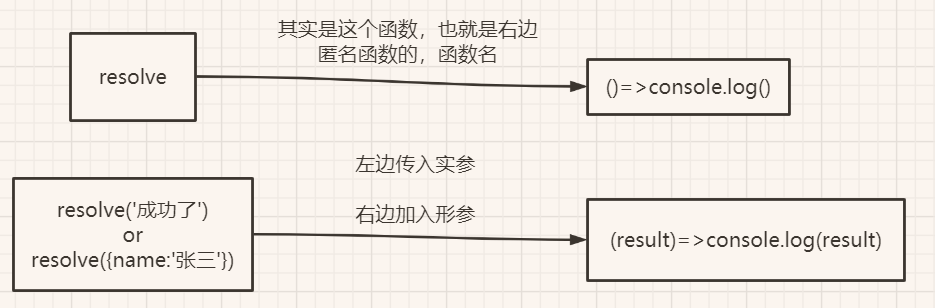 resolve
其实是这个函数，也就是右边
匿名函数的，函数名
()=>console.log()
左边传入实参
右边加入形参
resolve('成功了')
or
resolve({name:'张三'})
(result)=>console.log(result)